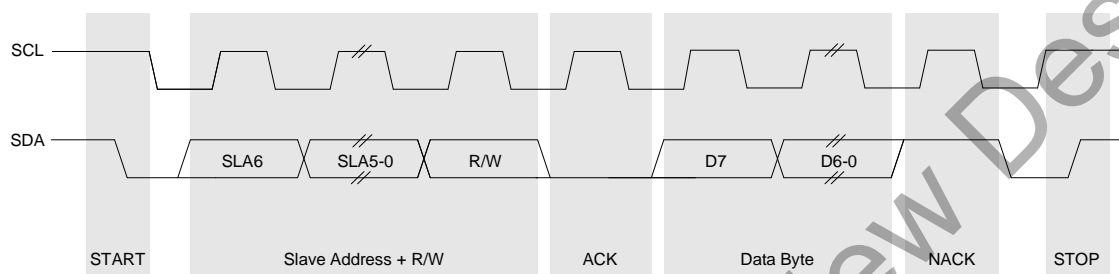 SCL
SDA
SLA6 SLA5-0 R/W D7 D6-0
START Slave Address + R/W ACK Data Byte NACK STOP